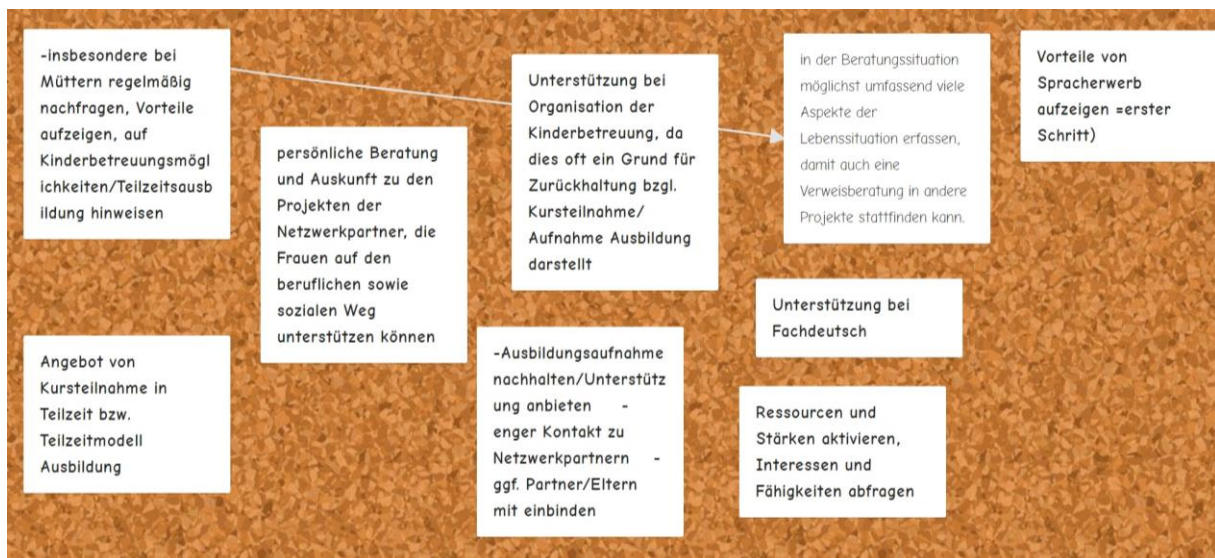 -insbesondere bei
Müttern regelmäßig
nachfragen, Vorteile
aufzeigen, auf
Kinderbetreuungsmögl
ichkeiten/Teilzeitsausb
ildung hinweisen
persönliche Beratung
und Auskunft zu den
Projekten der
Netzwerkpartner, die
Frauen auf den
beruflichen sowie
sozialen Weg
unterstützen können
Unterstützung bei
Organisation der
Kinderbetreuung, da
dies oft ein Grund für
Zurückhaltung bzgl.
Kursteilnahme/
Aufnahme Ausbildung
darstellt
in der Beratungssituation
möglichst umfassend viele
Aspekte der
Lebenssituation erfassen,
damit auch eine
Verweisberatung in andere
Projekte stattfinden kann.
Vorteile von
Spracherwerb
aufzeigen =erster
Schritt)
Angebot von
Kursteilnahme in
Teilzeit bzw.
Teilzeitmodell
Ausbildung
-Ausbildungsaufnahme
nachhalten/Unterstütz
ung anbieten -
enger Kontakt zu
Netzwerkpartnern -
ggf. Partner/Eltern
mit einbinden
Unterstützung bei
Fachdeutsch
Ressourcen und
Stärken aktivieren,
Interessen und
Fähigkeiten abfragen